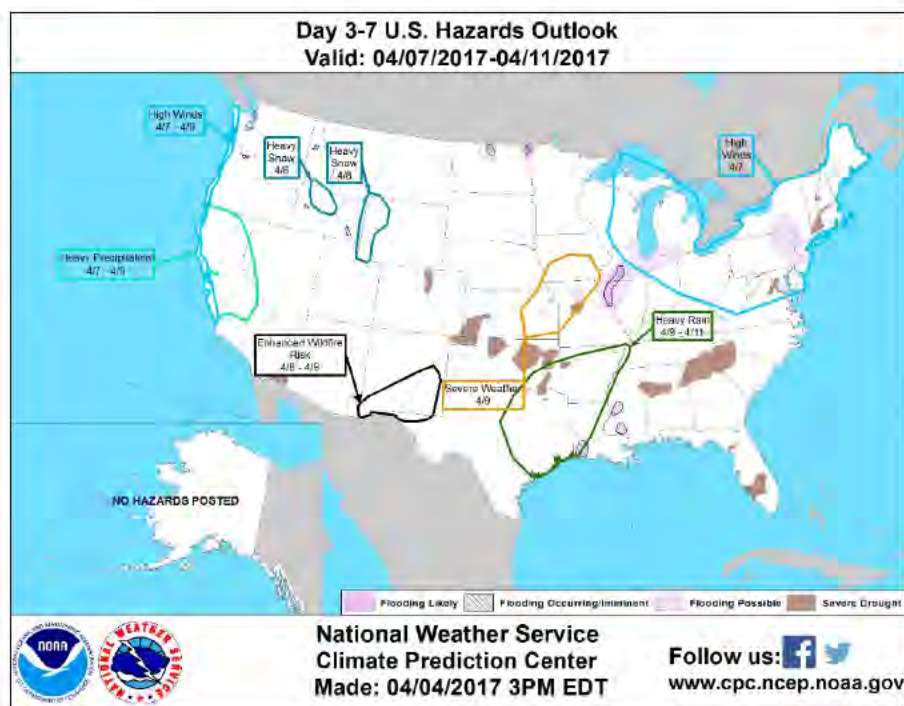 Day 3-7 U.S. Hazards Outlook
Valid: 04/07/2017-04/11/2017
High Winds
4/7 - 4/9
Heavy
Snow
4/8
Heavy
Snow
4/8
High
Winds
4/7
Heavy Precipitation
4/7 - 4/9
Heavy Rain
4/9 - 4/11
Enhanced Wildfire
Risk
4/8 - 4/9
Severe Weather
4/9
NO HAZARDS POSTED
Flooding Likely
Flooding Occurring/Imminent
Flooding Possible
Severe Drought
NOAA
NATIONAL WEATHER SERVICE
National Weather Service
Climate Prediction Center
Made: 04/04/2017 3PM EDT
Follow us:
www.cpc.ncep.noaa.gov